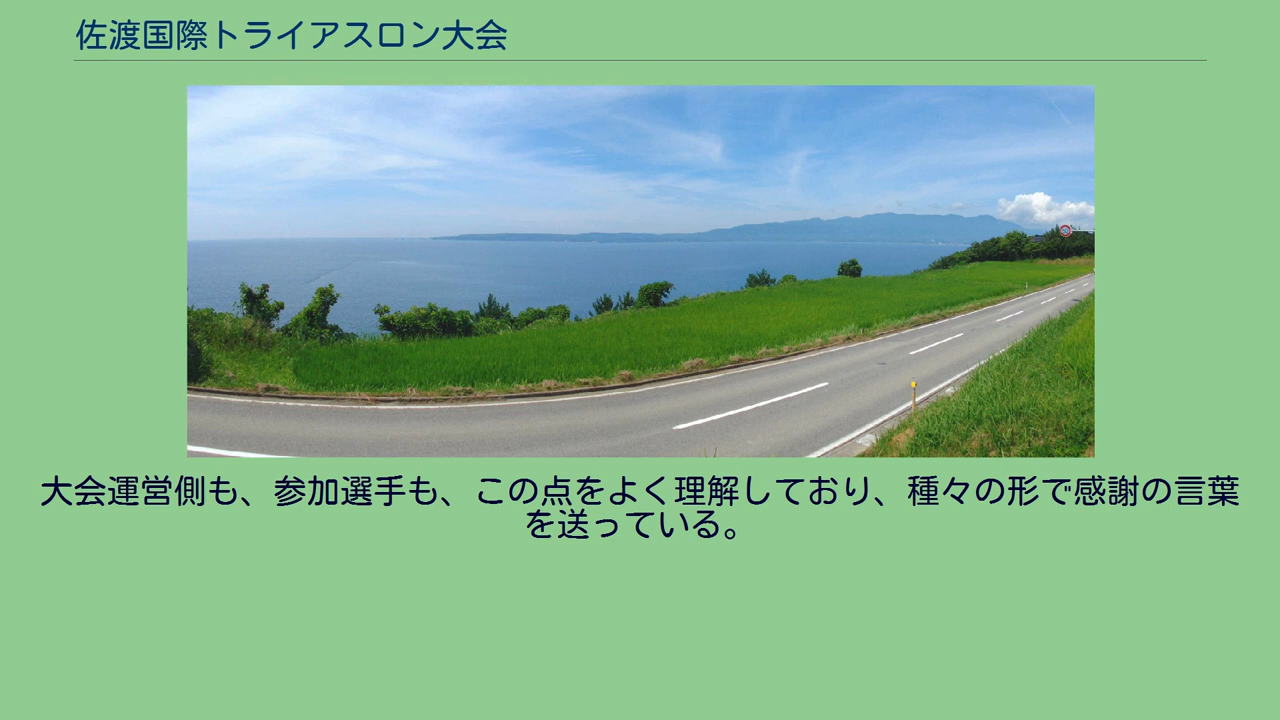 佐渡国際トライアスロン大会
大会運営側も、参加選手も、この点をよく理解しており、種々の形で感謝の言葉
を送っている。